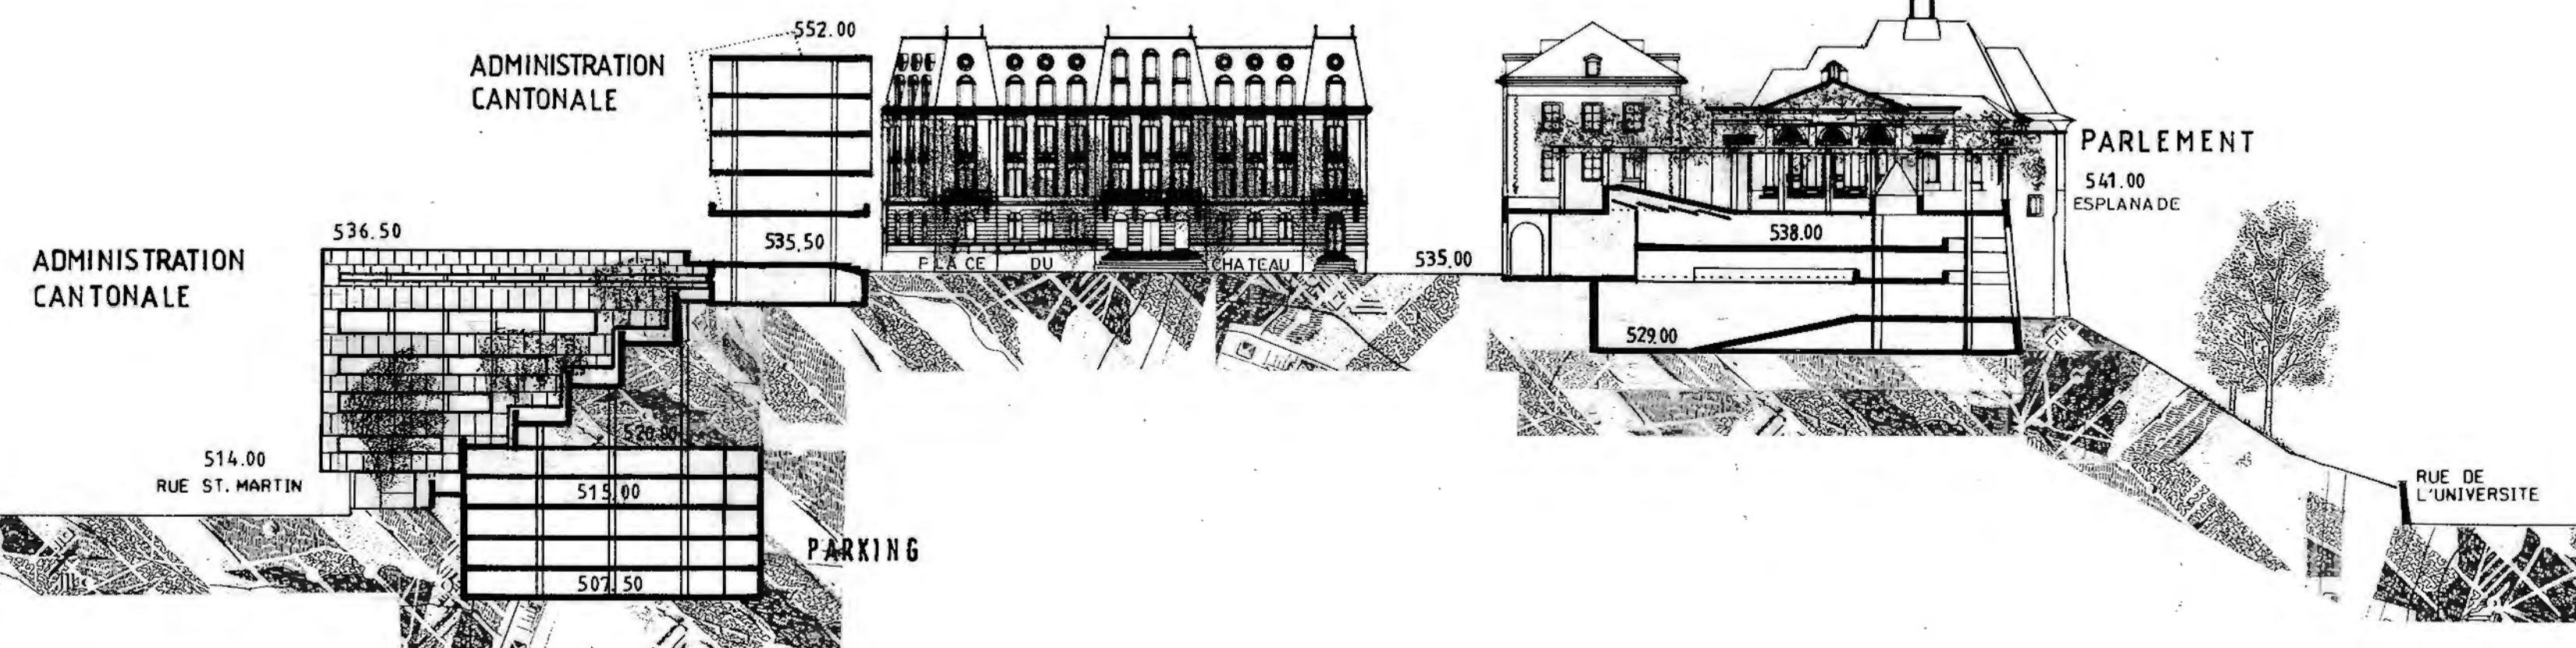 552.00
ADMINISTRATION
CANTONALE
PARLEMENT
541.00
ESPLANADE
536.50
535.50
538.00
ADMINISTRATION
CANTONALE
PLACE DU CHATEAU
535.00
529.00
520.00
514.00
RUE ST. MARTIN
515.00
RUE DE
L'UNIVERSITE
PARKING
507.50